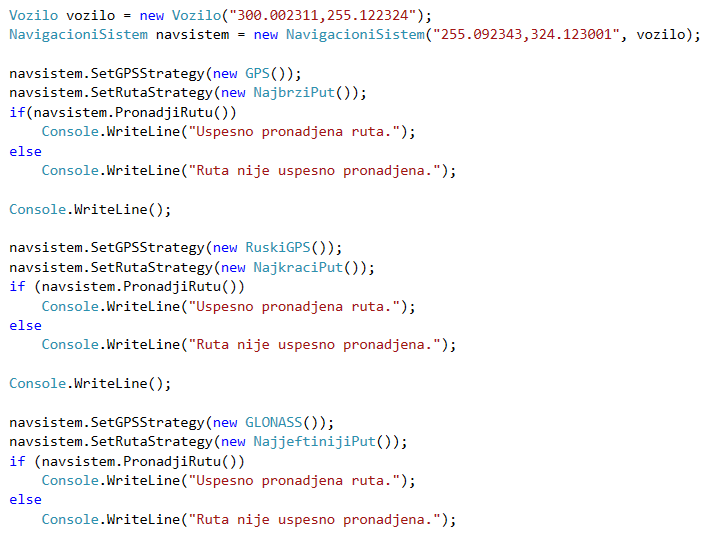 Vozilo vozilo = new Vozilo("300.002311,255.122324");
NavigacioniSistem navsistem = new NavigacioniSistem("255.092343,324.123001", vozilo);
navsistem.SetGPSStrategy(new GPS());
navsistem.SetRutaStrategy(new NajbrziPut());
if(navsistem.PronadjiRutu())
    Console.WriteLine("Uspesno pronadjena ruta.");
else
    Console.WriteLine("Ruta nije uspesno pronadjena.");
Console.WriteLine();
navsistem.SetGPSStrategy(new RuskiGPS());
navsistem.SetRutaStrategy(new NajkraciPut());
if (navsistem.PronadjiRutu())
    Console.WriteLine("Uspesno pronadjena ruta.");
else
    Console.WriteLine("Ruta nije uspesno pronadjena.");
Console.WriteLine();
navsistem.SetGPSStrategy(new GLONASS());
navsistem.SetRutaStrategy(new NajjeftinijiPut());
if (navsistem.PronadjiRutu())
    Console.WriteLine("Uspesno pronadjena ruta.");
else
    Console.WriteLine("Ruta nije uspesno pronadjena.");